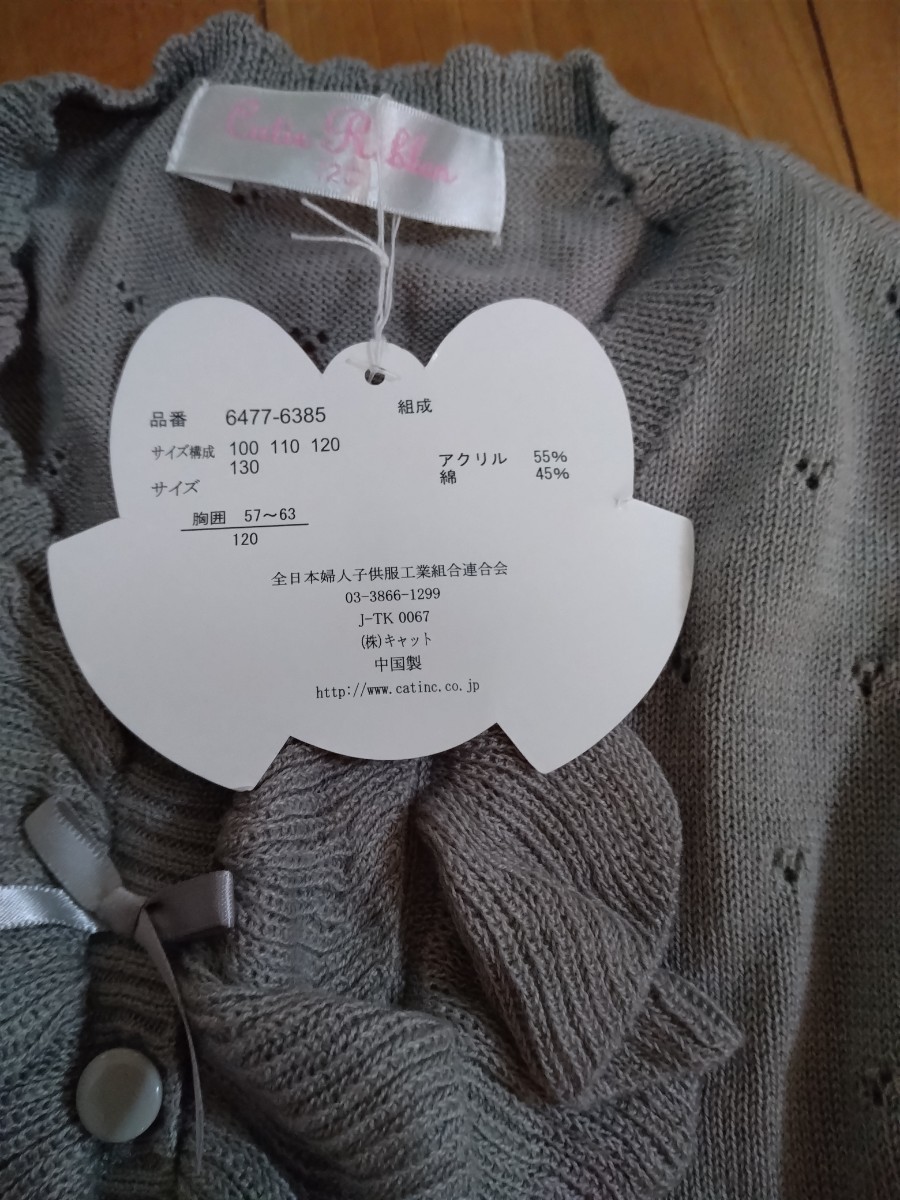 品番 6477-6385 組成
サイズ構成 100 110 120
130
アクリル 55%
綿 45%
サイズ
胸囲 57～63
120
全日本婦人子供服工業組合連合会
03-3866-1299
J-TK 0067
(株)キャット
中国製
http://www.catinc.co.jp